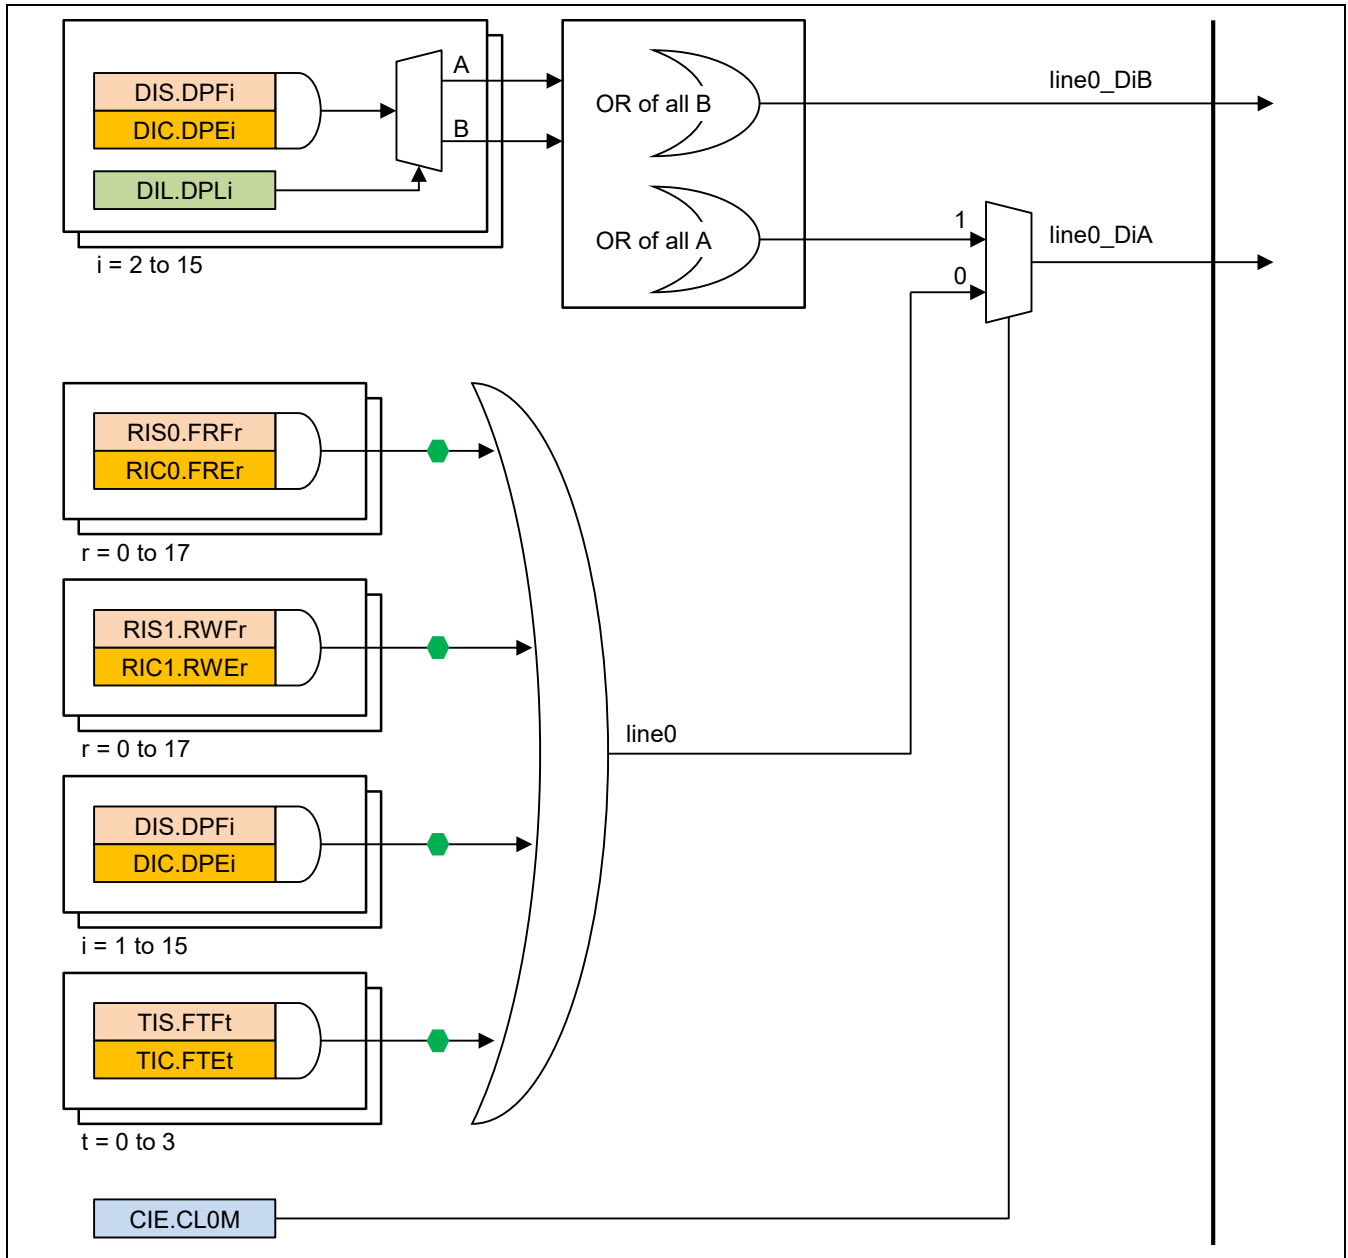 DIS.DPFi
DIC.DPEi
DIL.DPLi
A
B
i = 2 to 15
OR of all B
OR of all A
line0_DiB
1
0
line0_DiA
RIS0.FRFr
RIC0.FREr
r = 0 to 17
RIS1.RWFr
RIC1.RWEr
r = 0 to 17
line0
DIS.DPFi
DIC.DPEi
i = 1 to 15
TIS.FTFt
TIC.FTEt
t = 0 to 3
CIE.CL0M